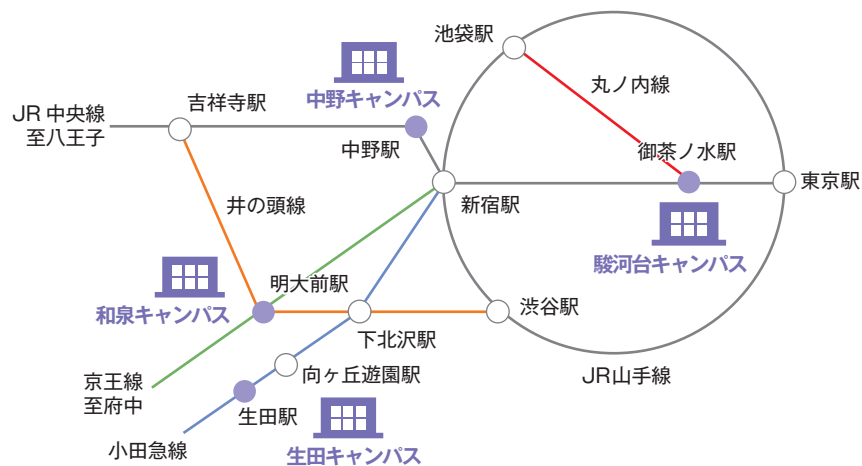 池袋駅
丸ノ内線
中野キャンパス
吉祥寺駅
JR 中央線
至八王子
中野駅
御茶ノ水駅
東京駅
新宿駅
井の頭線
駿河台キャンパス
明大前駅
和泉キャンパス
渋谷駅
下北沢駅
向ヶ丘遊園駅
JR山手線
京王線
至府中
生田駅
小田急線
生田キャンパス